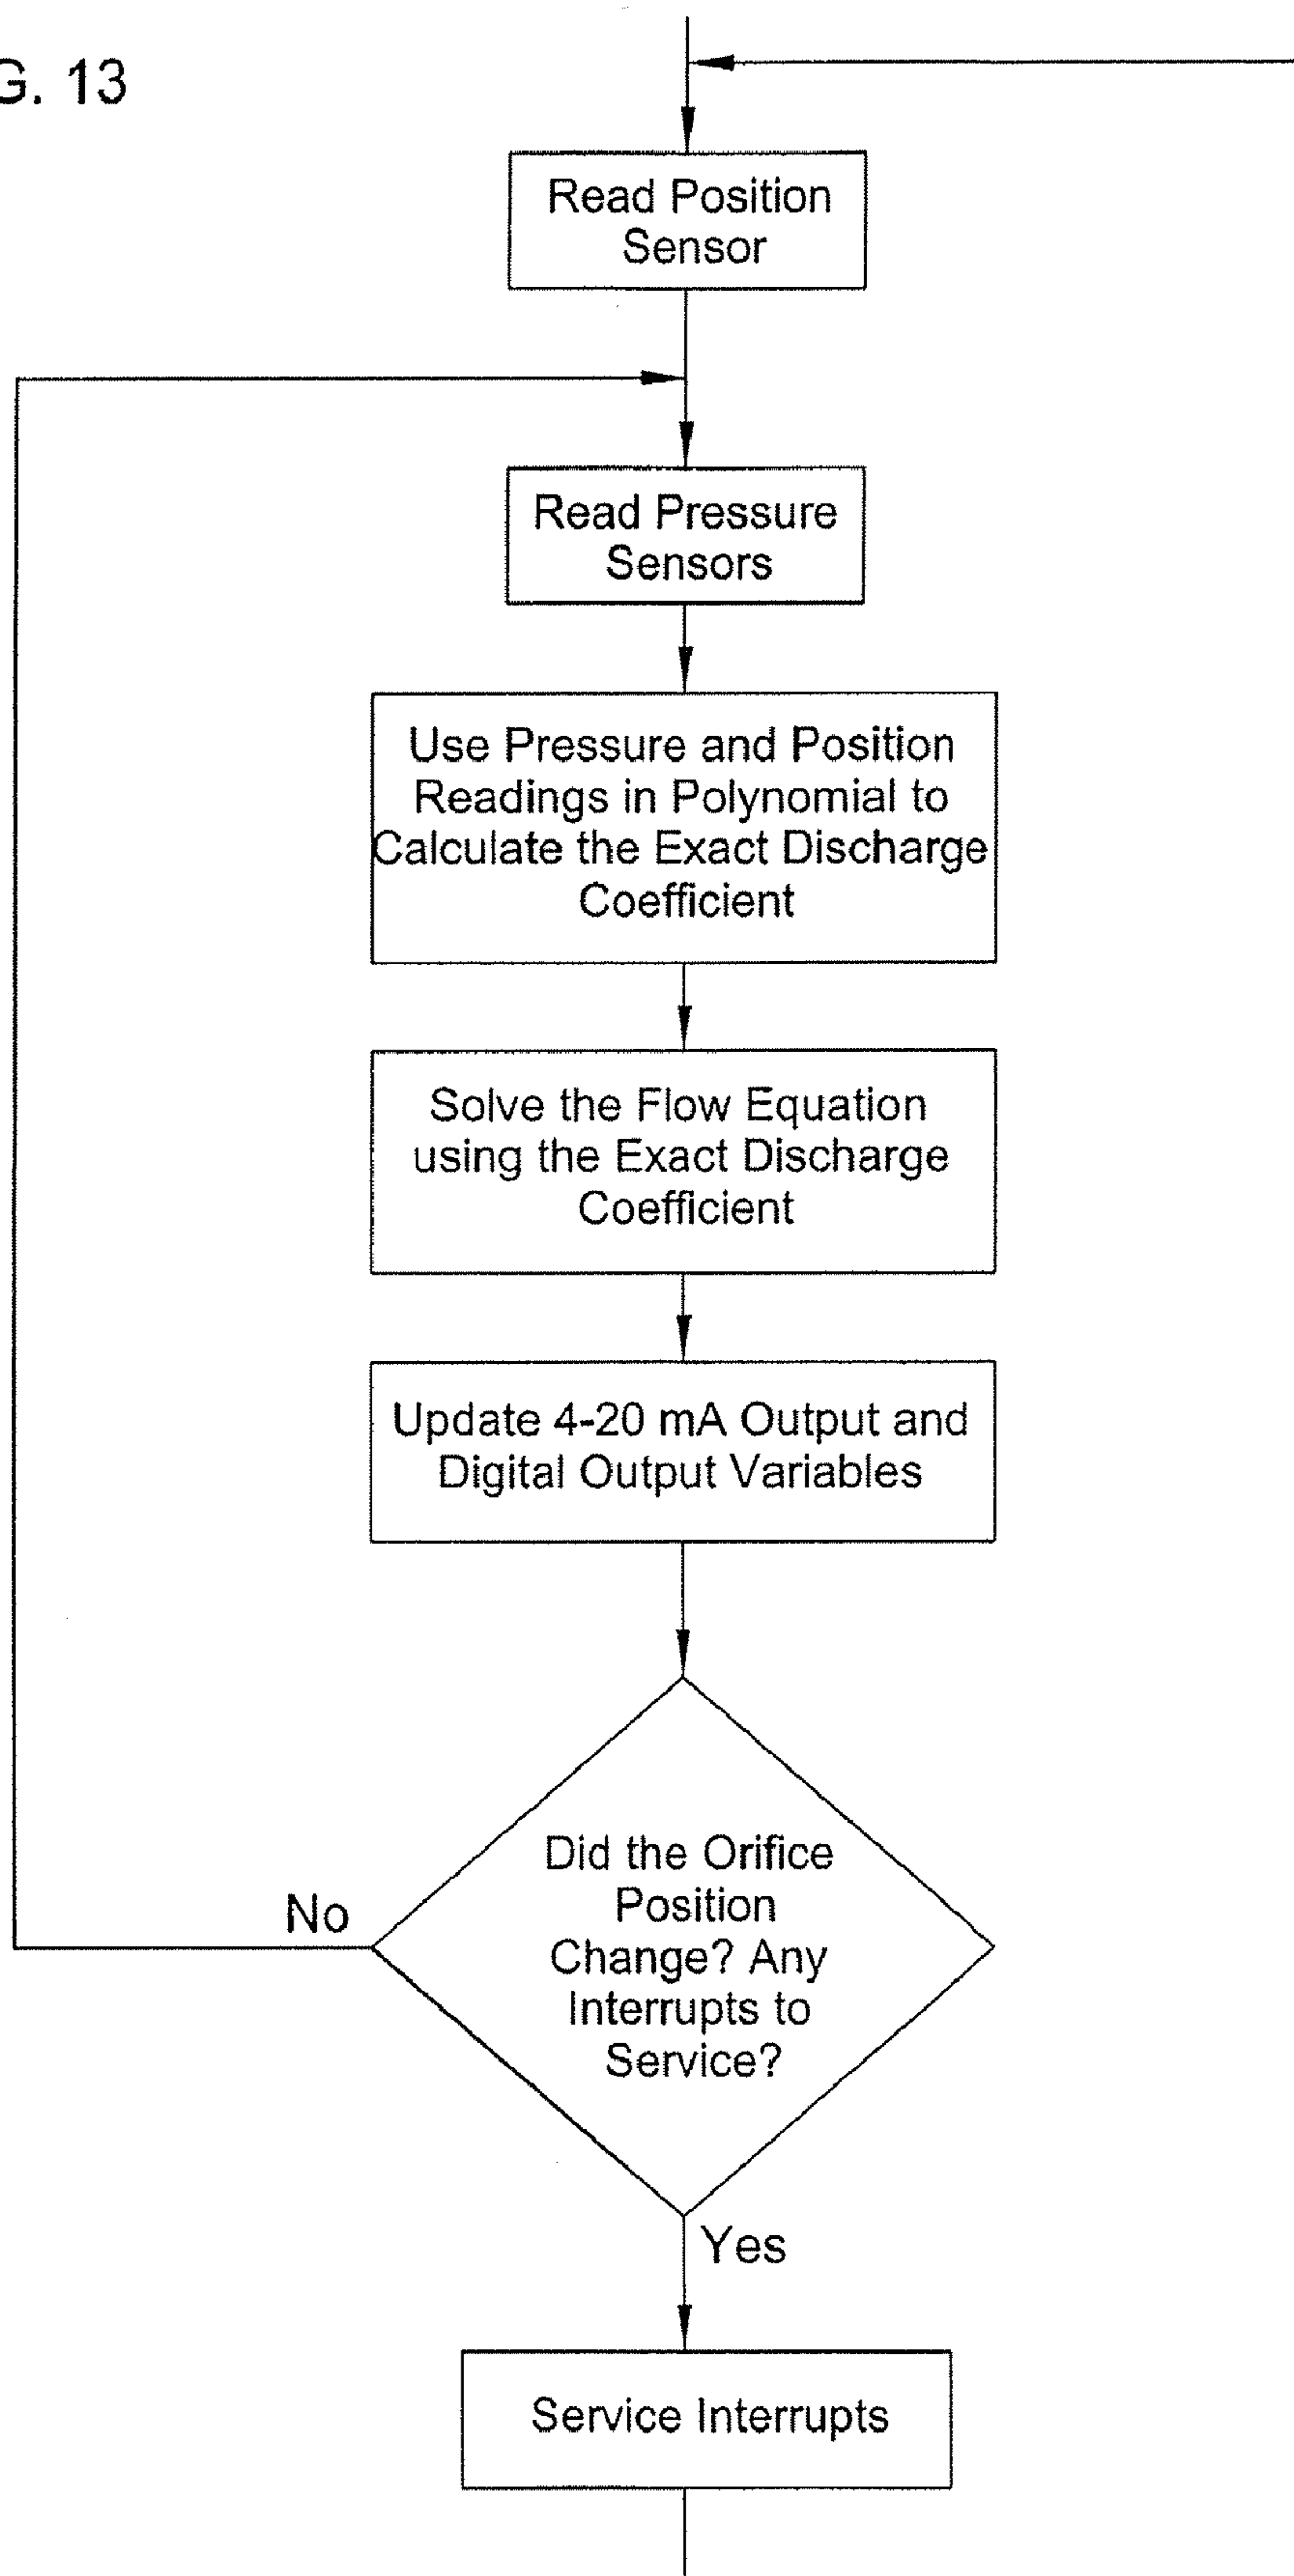 G. 13
Read Position
Sensor
Read Pressure
Sensors
Use Pressure and Position
Readings in Polynomial to
Calculate the Exact Discharge
Coefficient
Solve the Flow Equation
using the Exact Discharge
Coefficient
Update 4-20 mA Output and
Digital Output Variables
Did the Orifice
Position
Change? Any
Interrupts to
Service?
No
Yes
Service Interrupts